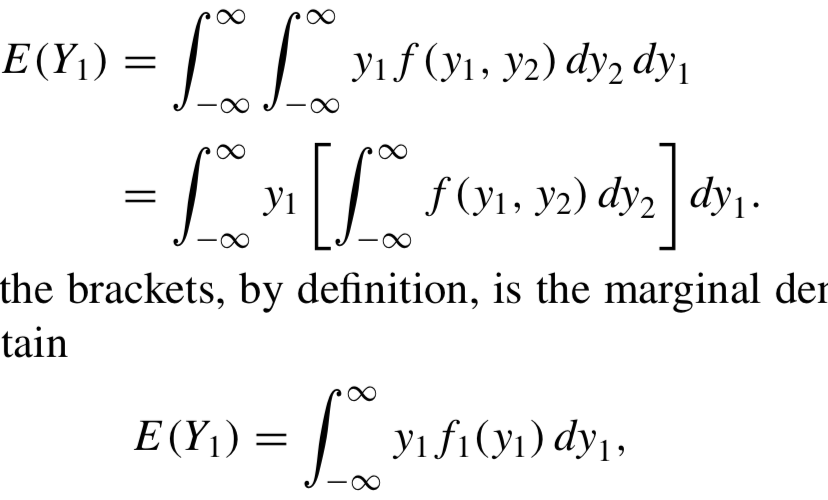 E(Y₁) = ∫_{−∞}^{∞} ∫_{−∞}^{∞} y₁ f(y₁, y₂) dy₂ dy₁
= ∫_{−∞}^{∞} y₁ [∫_{−∞}^{∞} f(y₁, y₂) dy₂] dy₁.
the brackets, by definition, is the marginal
tain
E(Y₁) = ∫_{−∞}^{∞} y₁ f₁(y₁) dy₁,